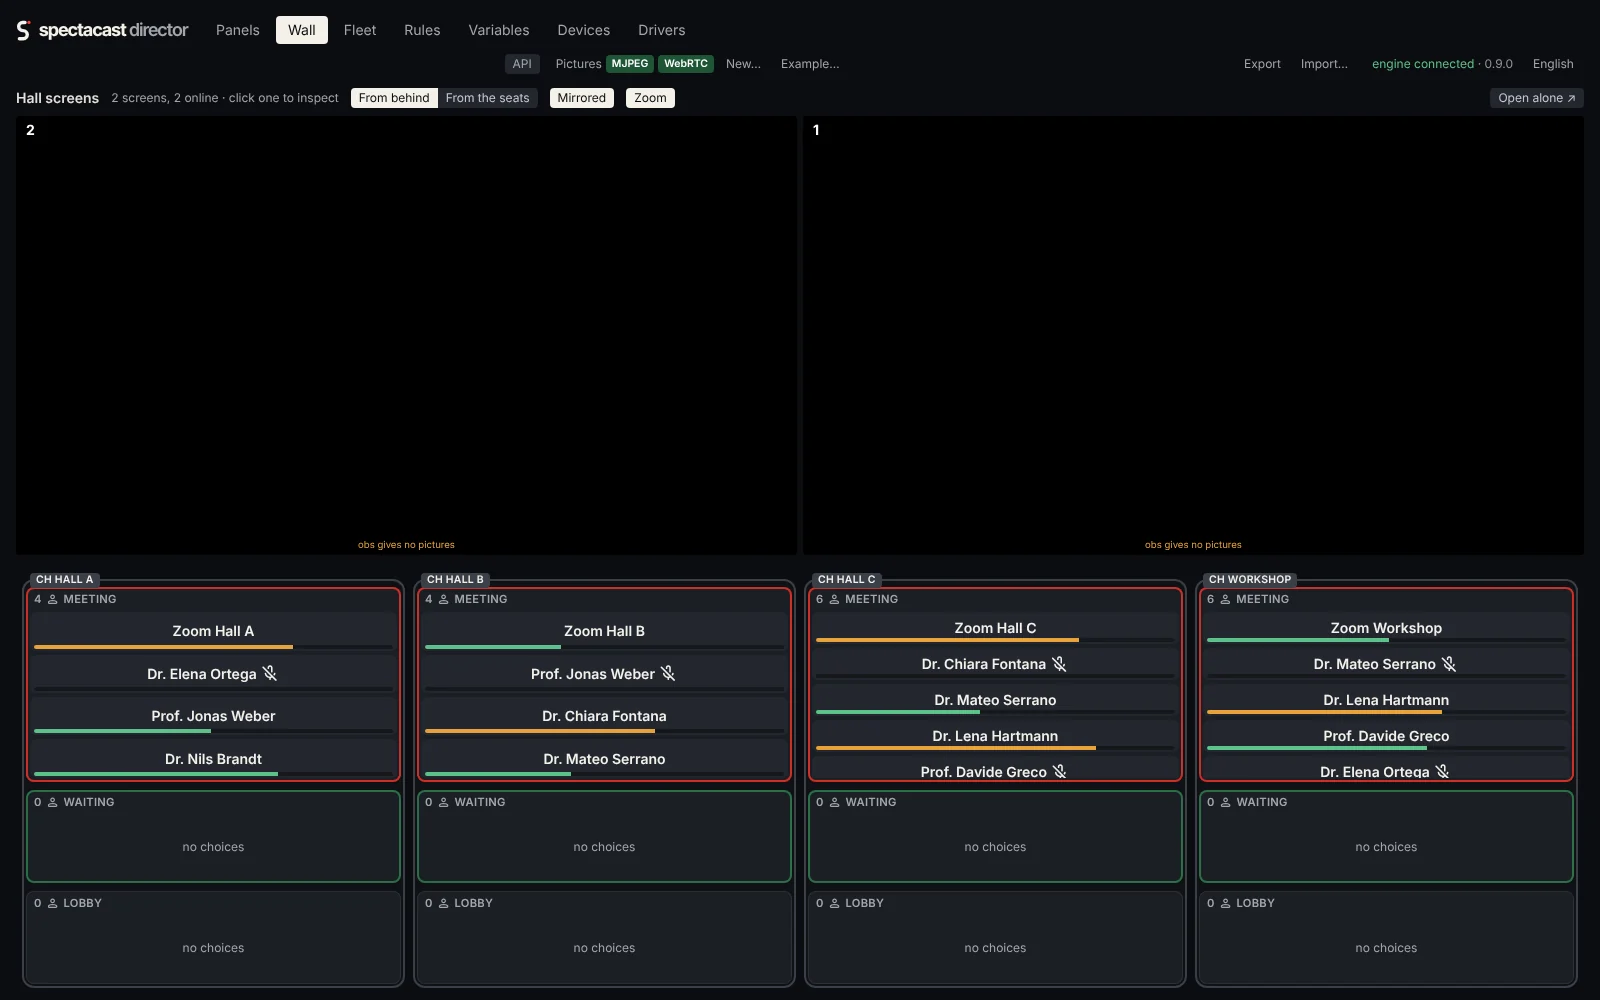 spectacast director Panels Wall Fleet Rules Variables Devices Drivers
API Pictures MJPEG WebRTC New... Example... Export Import... engine connected · 0.9.0 English
Hall screens 2 screens, 2 online · click one to inspect From behind From the seats Mirrored Zoom Open alone ↗
2
1
obs gives no pictures
obs gives no pictures
CH HALL A
4 MEETING
Zoom Hall A
Dr. Elena Ortega
Prof. Jonas Weber
Dr. Nils Brandt
0 WAITING
no choices
0 LOBBY
no choices
CH HALL B
4 MEETING
Zoom Hall B
Prof. Jonas Weber
Dr. Chiara Fontana
Dr. Mateo Serrano
0 WAITING
no choices
0 LOBBY
no choices
CH HALL C
6 MEETING
Zoom Hall C
Dr. Chiara Fontana
Dr. Mateo Serrano
Dr. Lena Hartmann
Prof. Davide Greco
0 WAITING
no choices
0 LOBBY
no choices
CH WORKSHOP
6 MEETING
Zoom Workshop
Dr. Mateo Serrano
Dr. Lena Hartmann
Prof. Davide Greco
Dr. Elena Ortega
0 WAITING
no choices
0 LOBBY
no choices